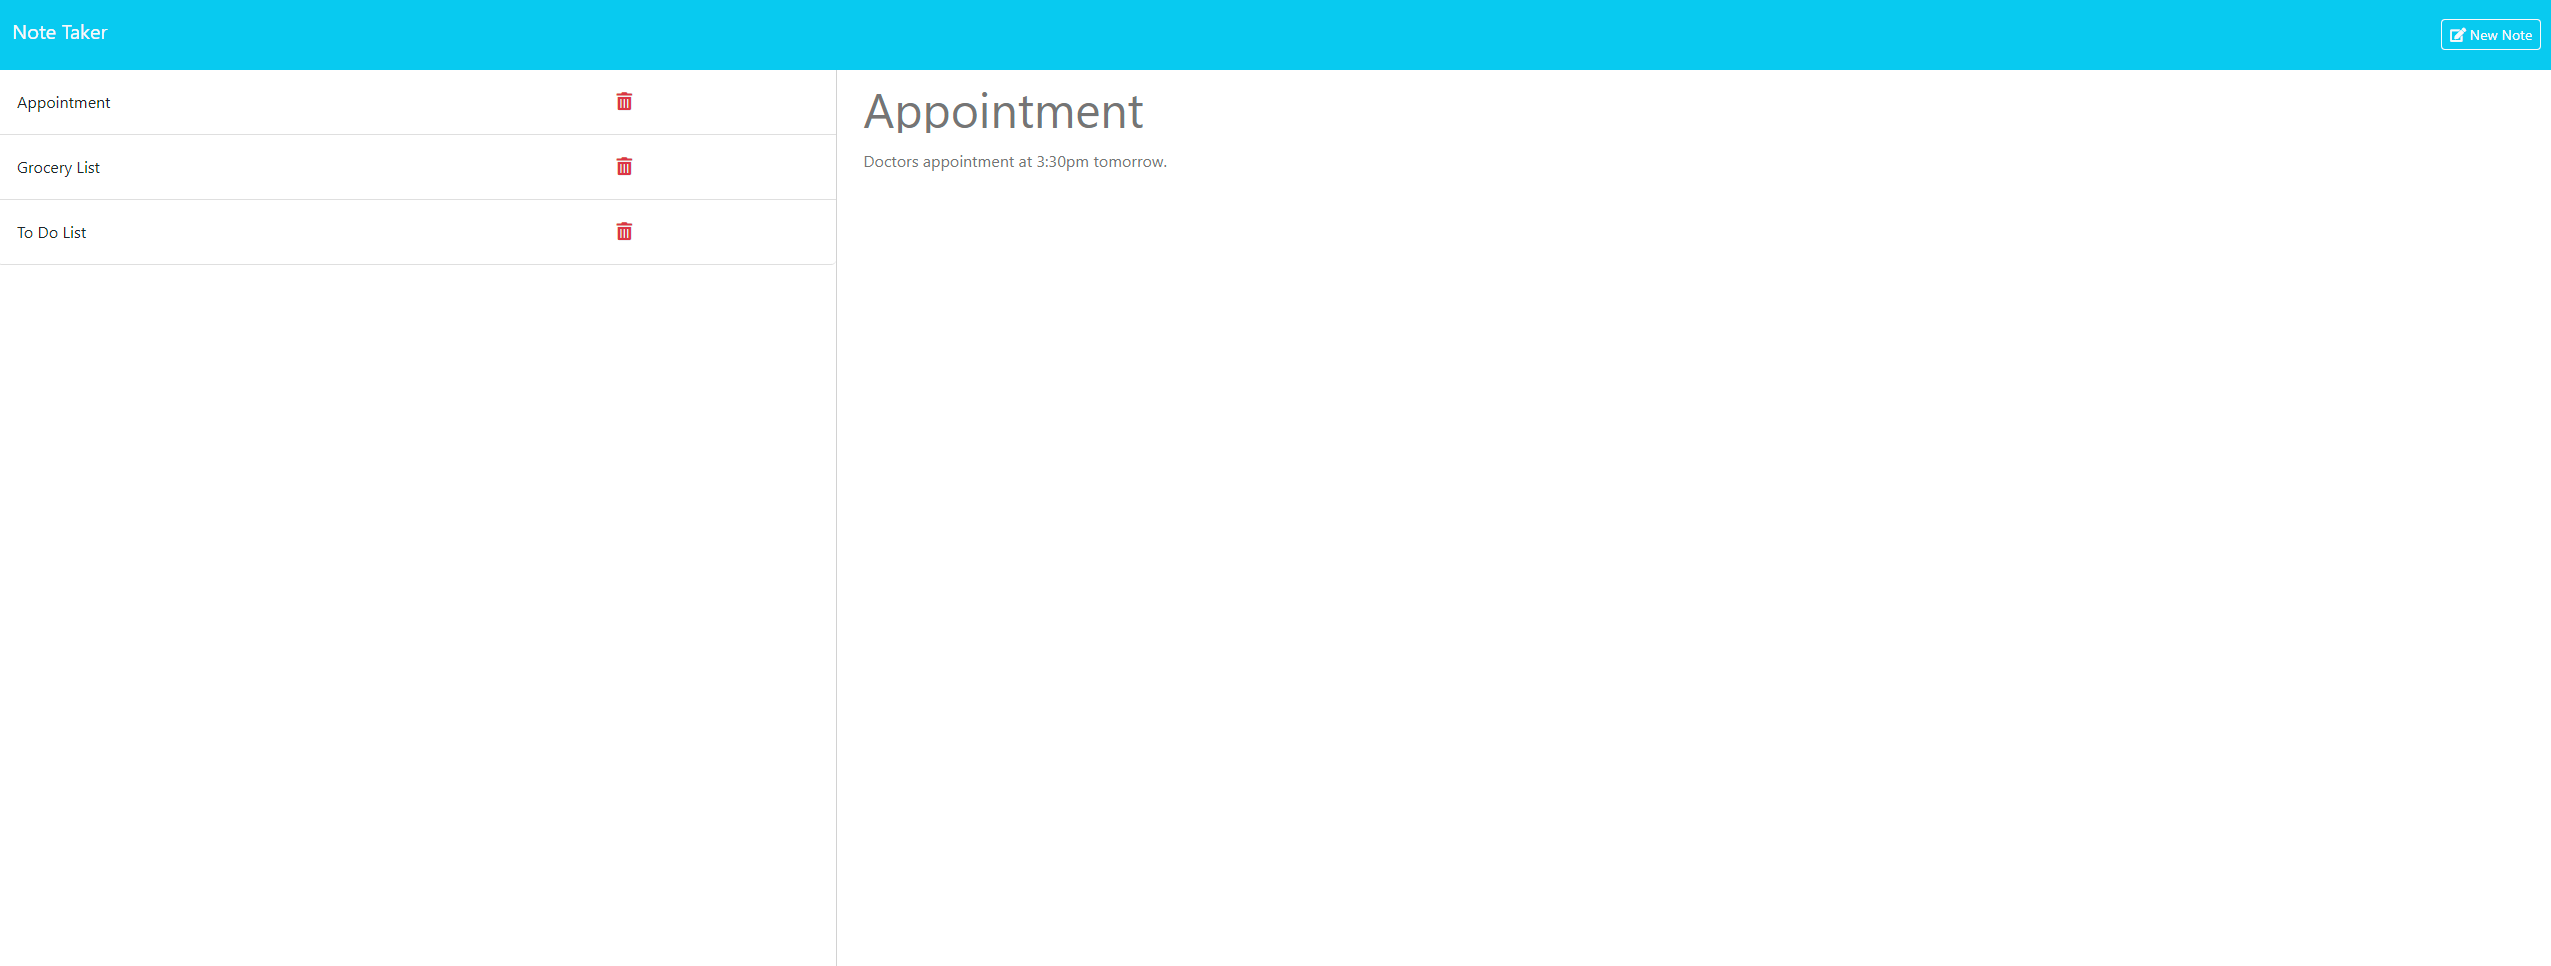 Note Taker
New Note
Appointment
Grocery List
To Do List
Appointment
Doctors appointment at 3:30pm tomorrow.